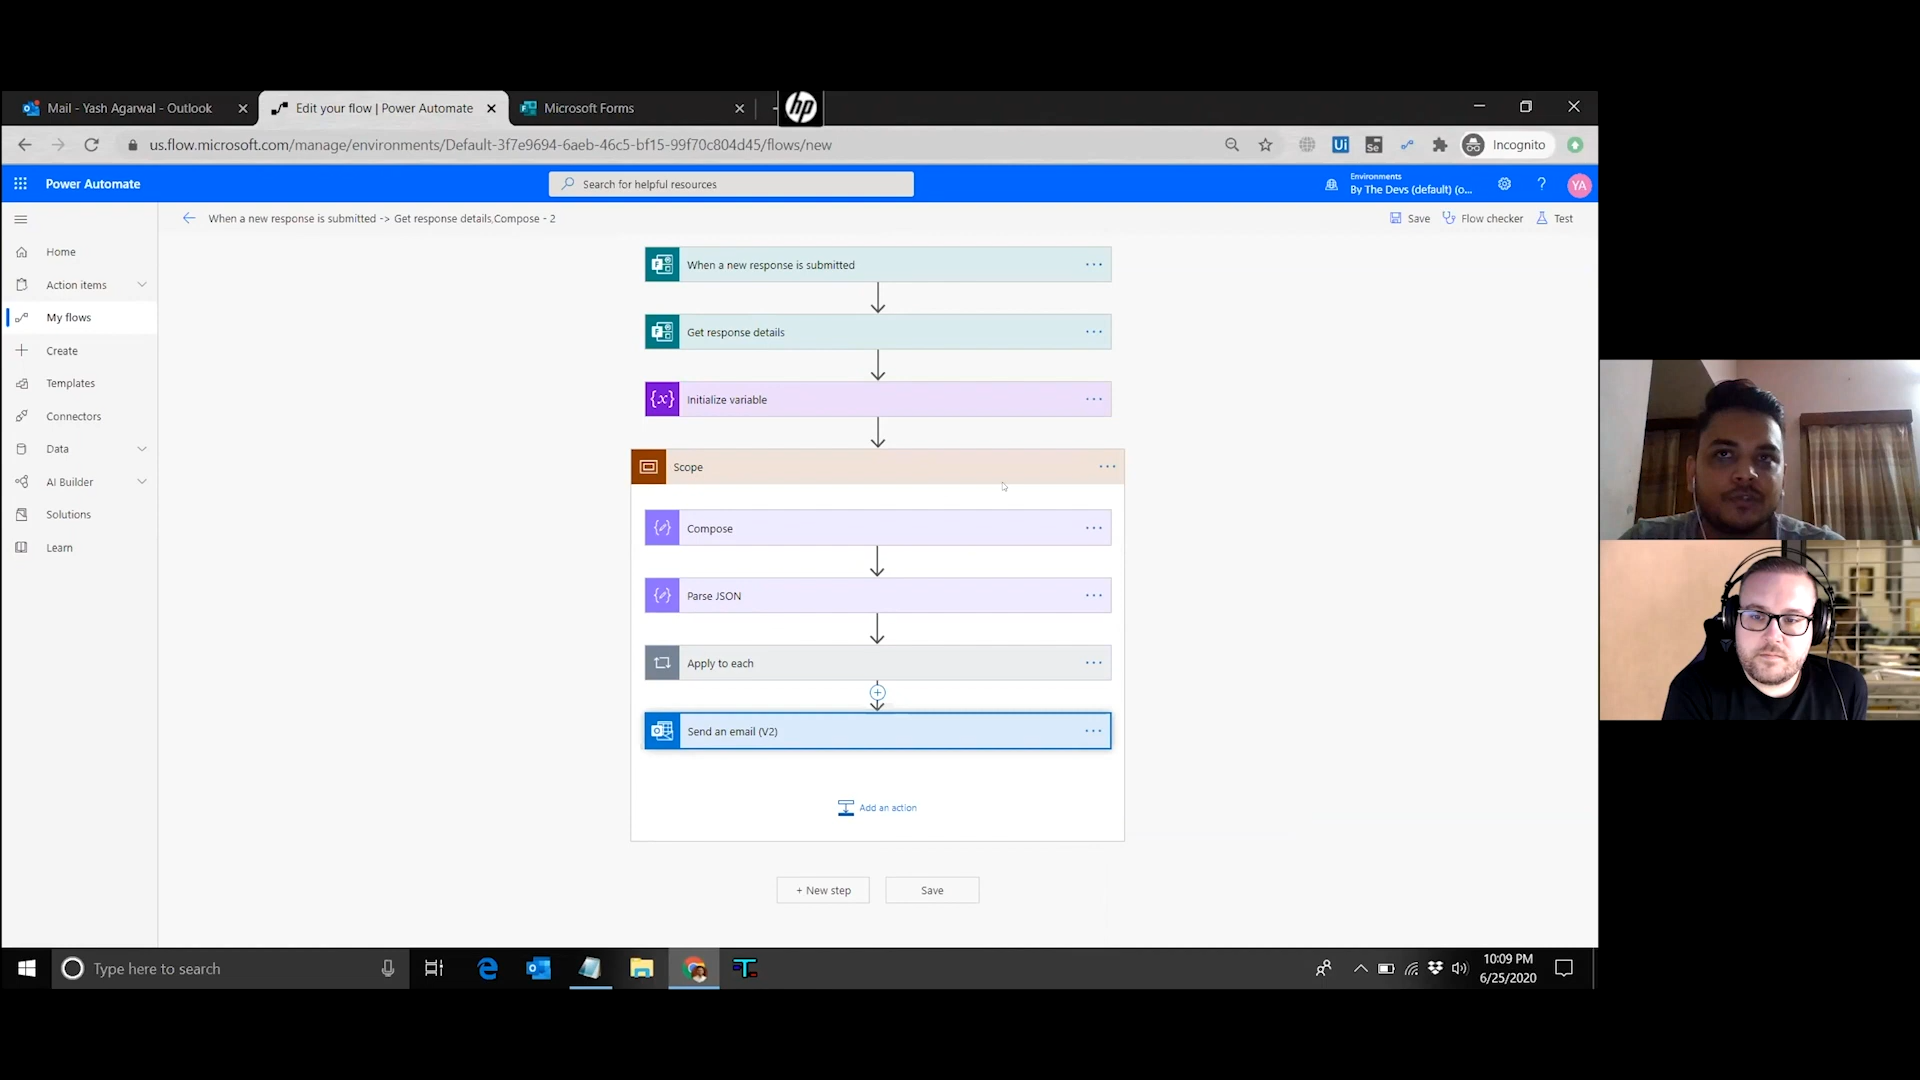 Mail - Yash Agarwal - Outlook
Edit your flow | Power Automate
Microsoft Forms
hp
us.flow.microsoft.com/manage/environments/Default-3f7e9694-6aeb-46c5-bf15-99f70c804d45/flows/new
Ui
Se
Incognito
Power Automate
Search for helpful resources
Environments
By The Devs (default) (o...
?
YA
When a new response is submitted -> Get response details,Compose - 2
Save
Flow checker
Test
Home
Action items
My flows
Create
Templates
Connectors
Data
AI Builder
Solutions
Learn
When a new response is submitted
Get response details
{x} Initialize variable
Scope
Compose
Parse JSON
Apply to each
Send an email (V2)
Add an action
+ New step
Save
Type here to search
10:09 PM
6/25/2020